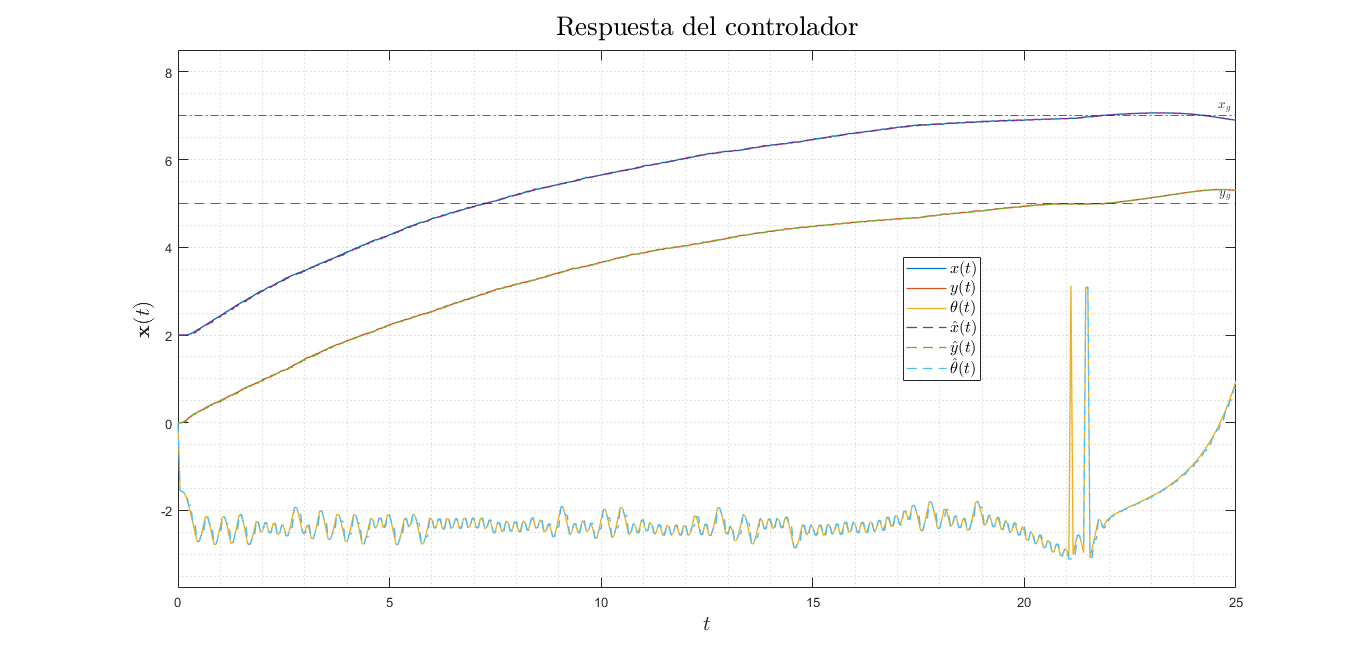 Respuesta del controlador
8
6
4
2
0
-2
x(t)
x_g
y_g
x(t)
y(t)
θ(t)
x̂(t)
ŷ(t)
θ̂(t)
0 5 10 15 20 25
t